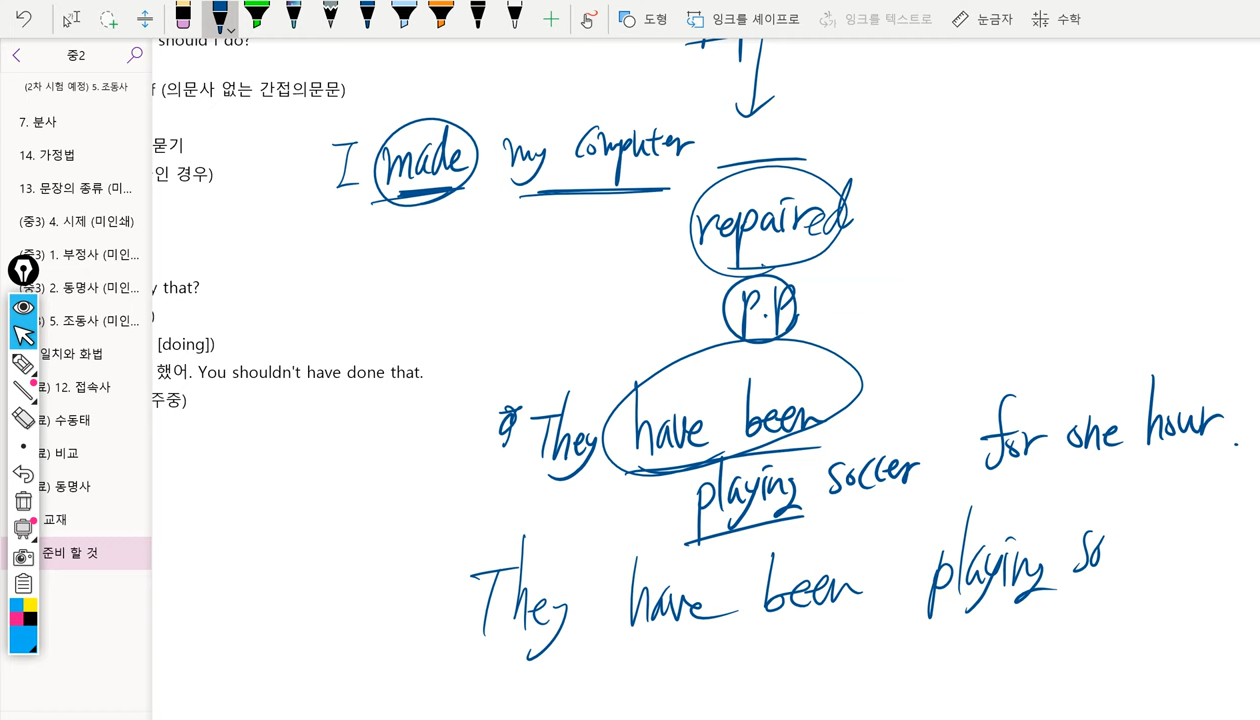 도형
잉크를 셰이프로
잉크를 텍스트로
눈금자
수학
중2
(2차 시험 예정) 5. 조동사
7. 분사
14. 가정법
13. 문장의 종류 (미...
(중3) 4. 시제 (미인쇄)
(중3) 1. 부정사 (미인...
3) 2. 동명사 (미인...
3) 5. 조동사 (미인...
일치와 화법
료) 12. 접속사
료) 수동태
료) 비교
료) 동명사
교재
준비 할 것
should I do?
f (의문사 없는 간접의문문)
묻기
인 경우)
y that?
)
[doing])
했어. You shouldn't have done that.
주중)
I made my computer
repaired
p.p.
* They have been for one hour.
playing soccer
They have been playing so